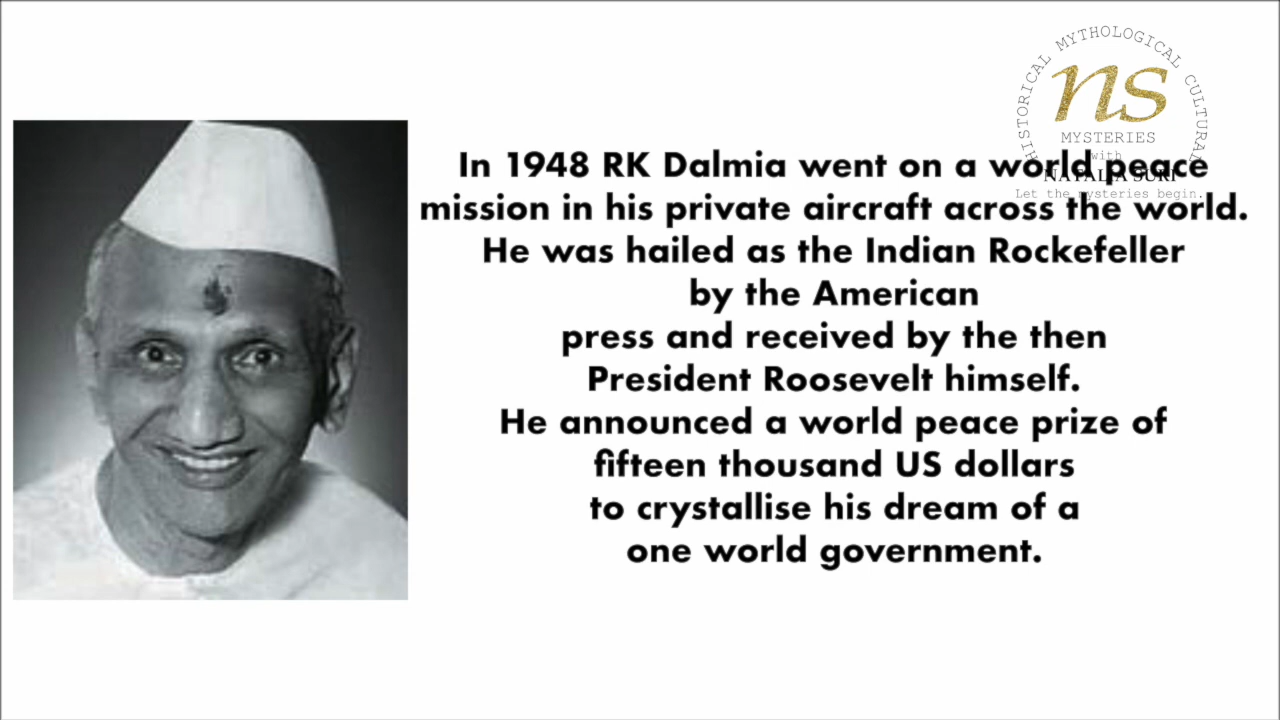 HISTORICAL MYTHOLOGICAL CULTURAL
ns
MYSTERIES
with
NATALIA SURI
Let the mysteries begin.
In 1948 RK Dalmia went on a world peace
mission in his private aircraft across the world.
He was hailed as the Indian Rockefeller
by the American
press and received by the then
President Roosevelt himself.
He announced a world peace prize of
fifteen thousand US dollars
to crystallise his dream of a
one world government.